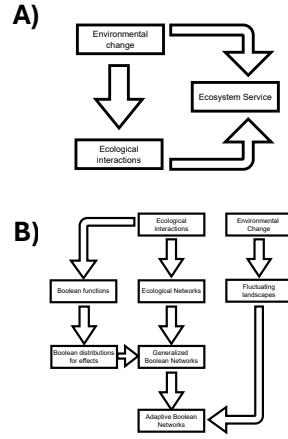 A)
Environmental
change
Ecosystem Service
Ecological
interactions
B)
Ecological
interactions
Environmental
Change
Boolean functions
Ecological Networks
Fluctuating
landscapes
Boolean distributions
for effects
Generalized
Boolean Networks
Adaptive Boolean
Networks